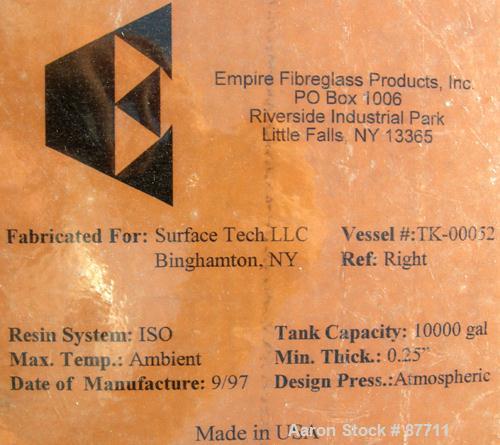 Empire Fibreglass Products, Inc.
PO Box 1006
Riverside Industrial Park
Little Falls, NY 13365
Fabricated For: Surface Tech LLC Vessel #:TK-00052
Binghamton, NY Ref: Right
Resin System: ISO Tank Capacity: 10000 gal
Max. Temp.: Ambient Min. Thick.: 0.25"
Date of Manufacture: 9/97 Design Press.:Atmospheric
Made in USA
Aaron Stock # 87711